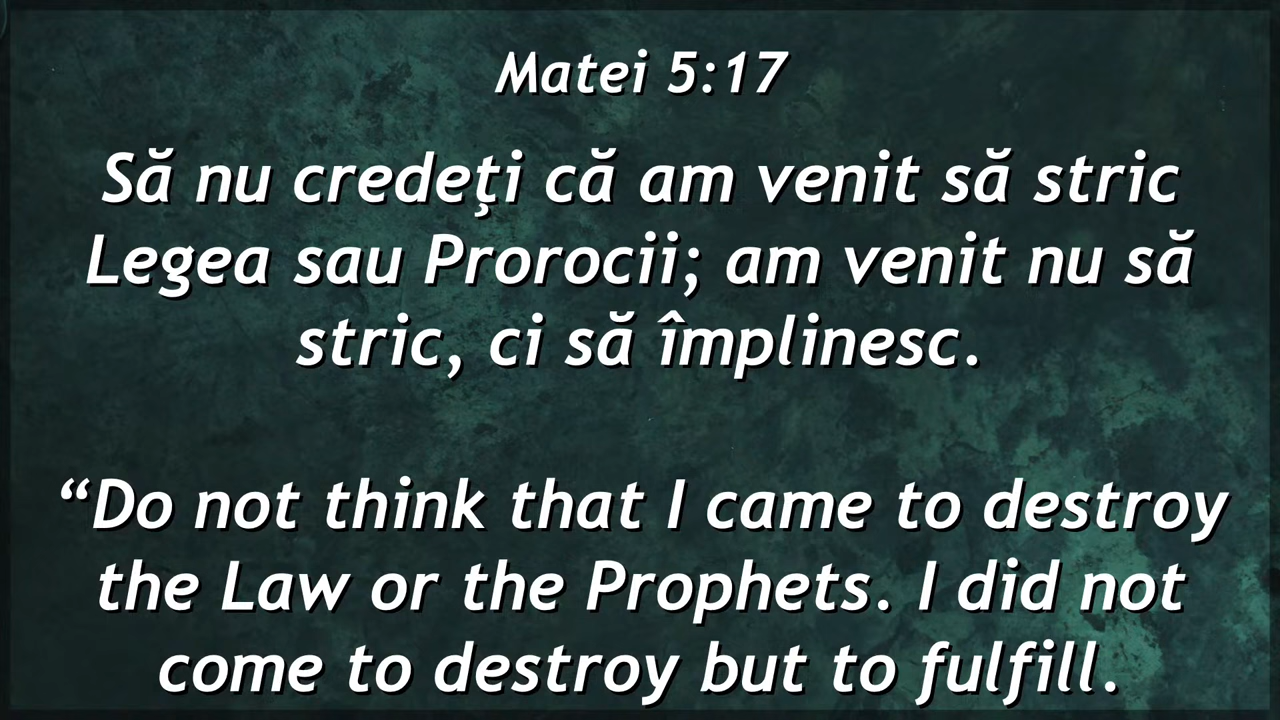 Matei 5:17
Să nu credeţi că am venit să stric
Legea sau Prorocii; am venit nu să
stric, ci să împlinesc.
“Do not think that I came to destroy
the Law or the Prophets. I did not
come to destroy but to fulfill.